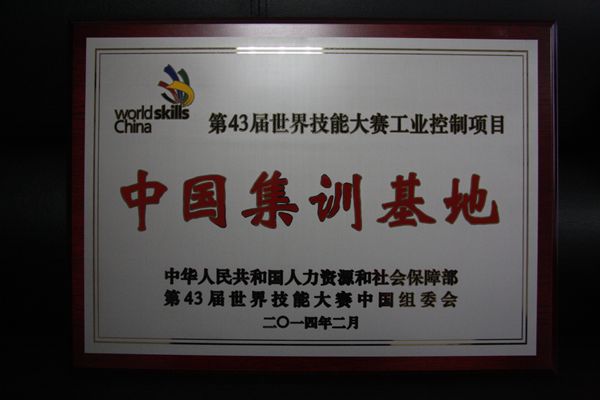 worldskills
China
第43届世界技能大赛工业控制项目
中国集训基地
中华人民共和国人力资源和社会保障部
第43届世界技能大赛中国组委会
二〇一四年二月